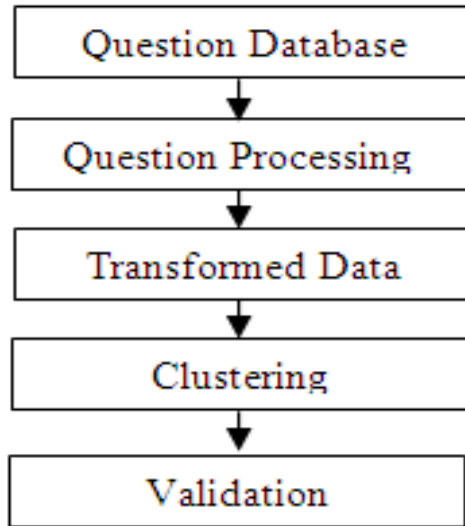 Question Database
Question Processing
Transformed Data
Clustering
Validation